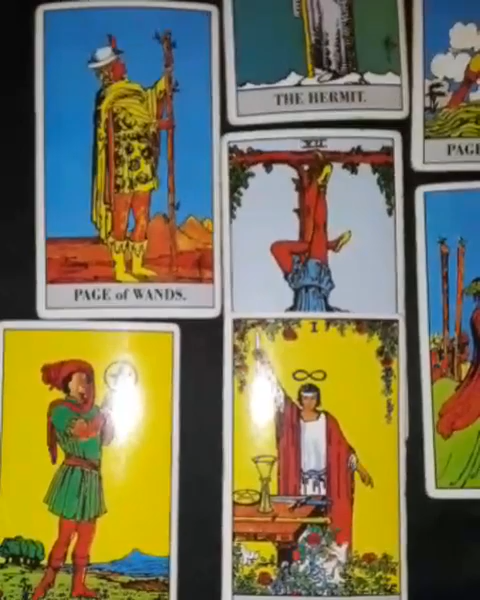 THE HERMIT.
PAGE
XII
PAGE of WANDS.
I